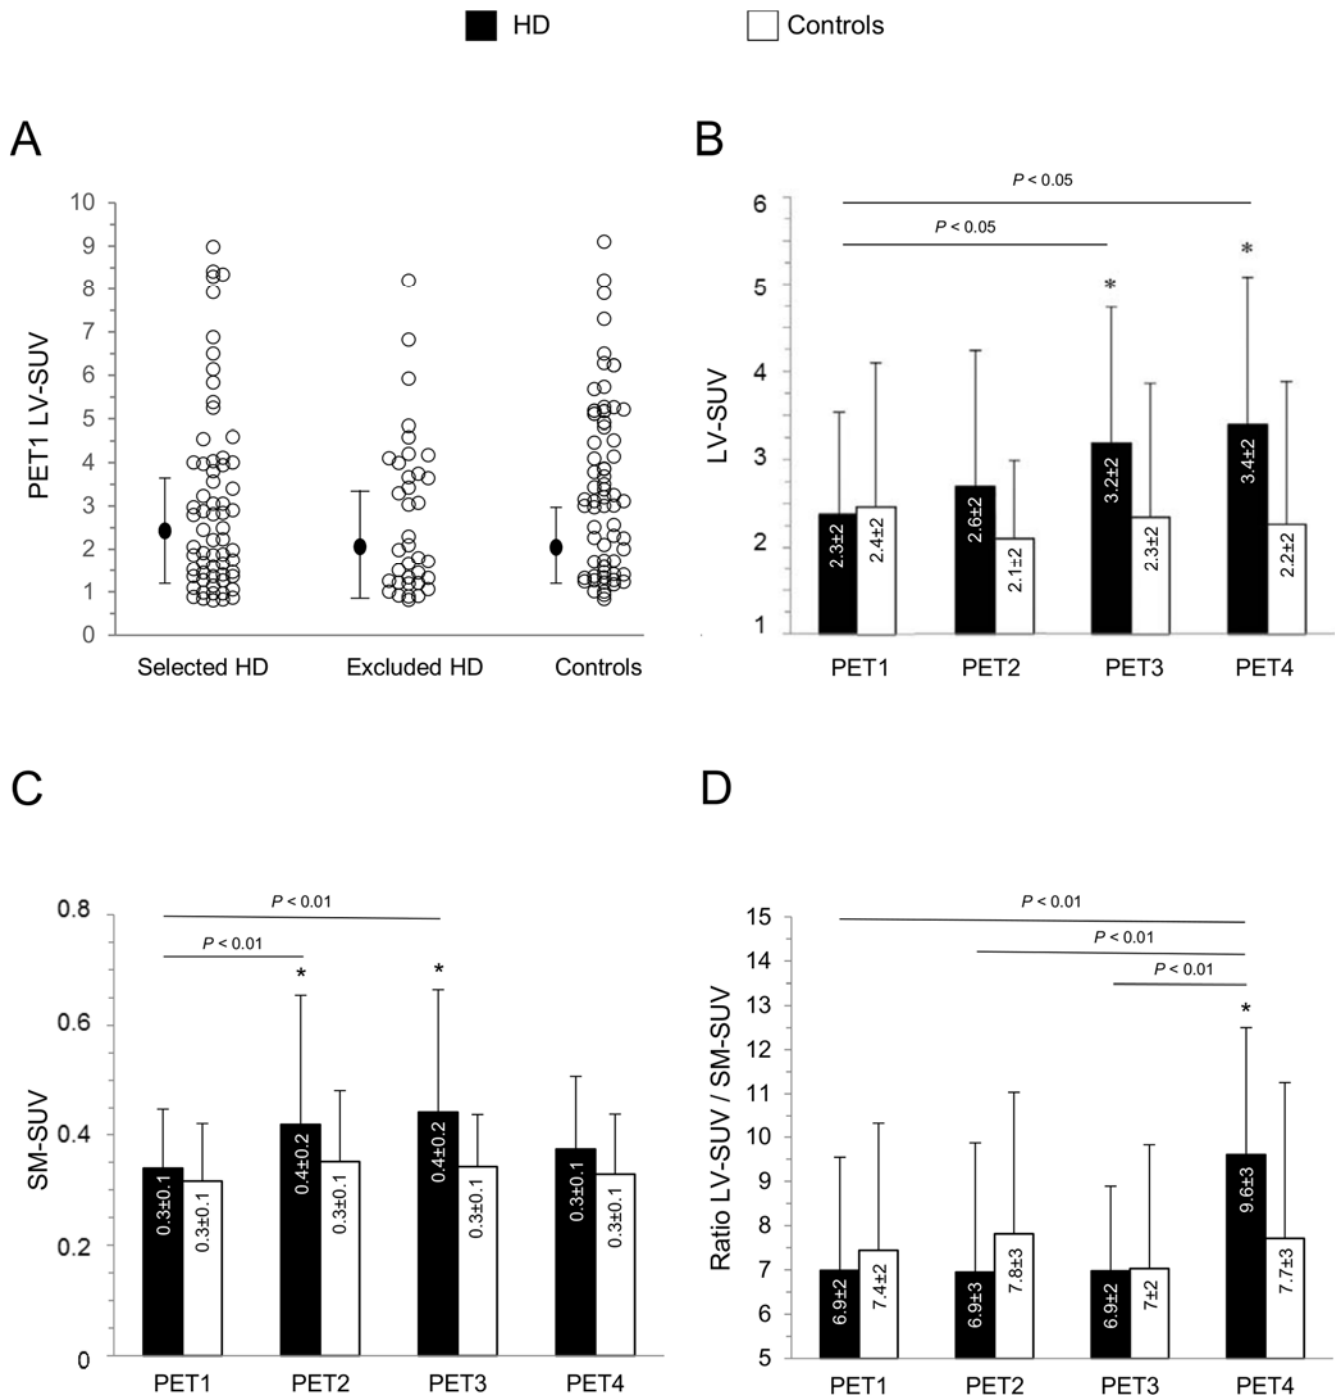 HD
Controls
A
PET1 LV-SUV
10
9
8
7
6
5
4
3
2
1
0
Selected HD
Excluded HD
Controls
B
LV-SUV
6
5
4
3
2
1
P < 0.05
P < 0.05
*
*
2.3±2
2.4±2
2.6±2
2.1±2
3.2±2
2.3±2
3.4±2
2.2±2
PET1
PET2
PET3
PET4
C
SM-SUV
0.8
0.6
0.4
0.2
0
P < 0.01
P < 0.01
*
*
0.3±0.1
0.3±0.1
0.4±0.2
0.3±0.1
0.4±0.2
0.3±0.1
0.3±0.1
0.3±0.1
PET1
PET2
PET3
PET4
D
Ratio LV-SUV / SM-SUV
15
14
13
12
11
10
9
8
7
6
5
P < 0.01
P < 0.01
P < 0.01
*
6.9±2
7.4±2
6.9±3
7.8±3
6.9±2
7±2
9.6±3
7.7±3
PET1
PET2
PET3
PET4